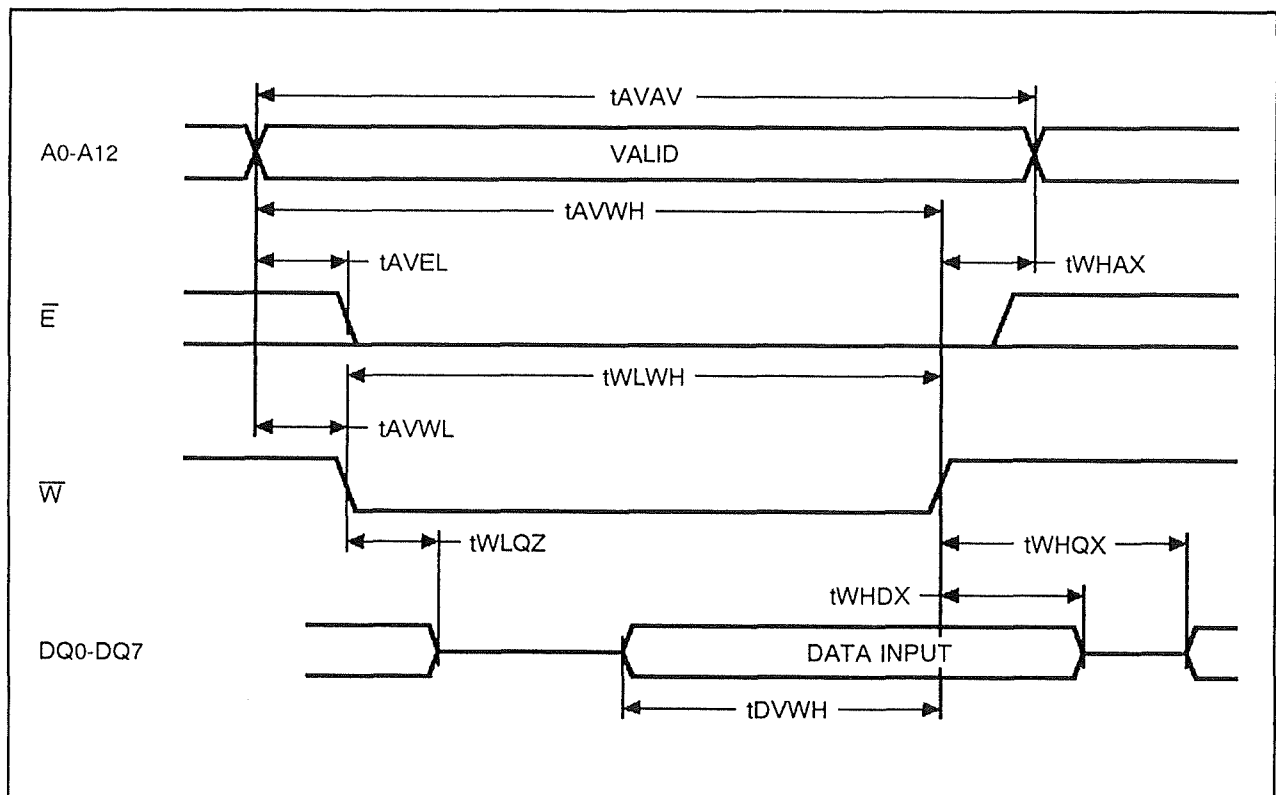 tAVAV
A0-A12
VALID
tAVWH
tAVEL
tWHAX
E̅
tWLWH
tAVWL
W̅
tWLQZ
tWHQX
tWHDX
DQ0-DQ7
DATA INPUT
tDVWH